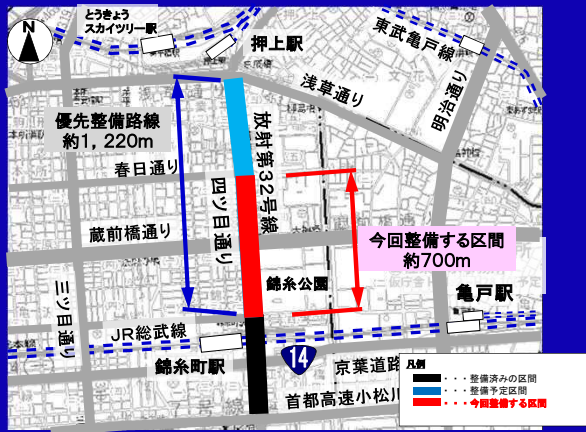 とうきょう
スカイツリー駅
N
押上駅
東武亀戸線
浅草通り
明治通り
優先整備路線
約1，220m
放射第32号線
春日通り
四ツ目通り
蔵前橋通り
今回整備する区間
約700m
錦糸公園
三ツ目通り
亀戸駅
JR総武線
錦糸町駅
14
京葉道路
首都高速小松川
凡例
・・・整備済みの区間
・・・整備予定区間
・・・今回整備する区間